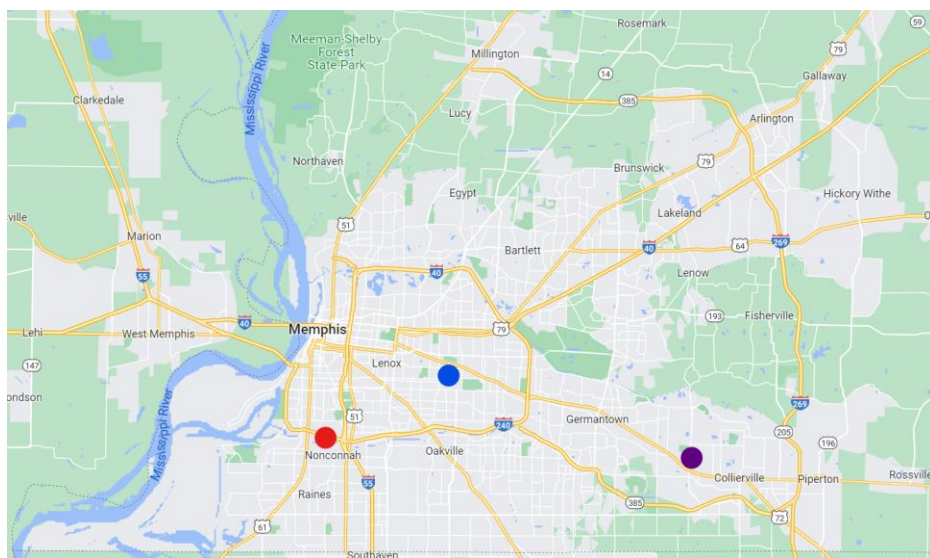 Rosemark
59
Meeman-Shelby
Forest
State Park
Millington
79
Gallaway
14
385
Clarkedale
Mississippi River
Lucy
Arlington
Northaven
79
Brunswick
Egypt
Hickory Withe
ville
51
Lakeland
Marion
Bartlett
40
64
269
55
40
Lenow
193
Fisherville
40
Memphis
79
Lehi
West Memphis
147
Lenox
ondson
269
51
Germantown
205
240
196
Mississippi River
Nonconnah
Oakville
Rossville
Collierville
Piperton
55
Raines
385
72
61
Southaven